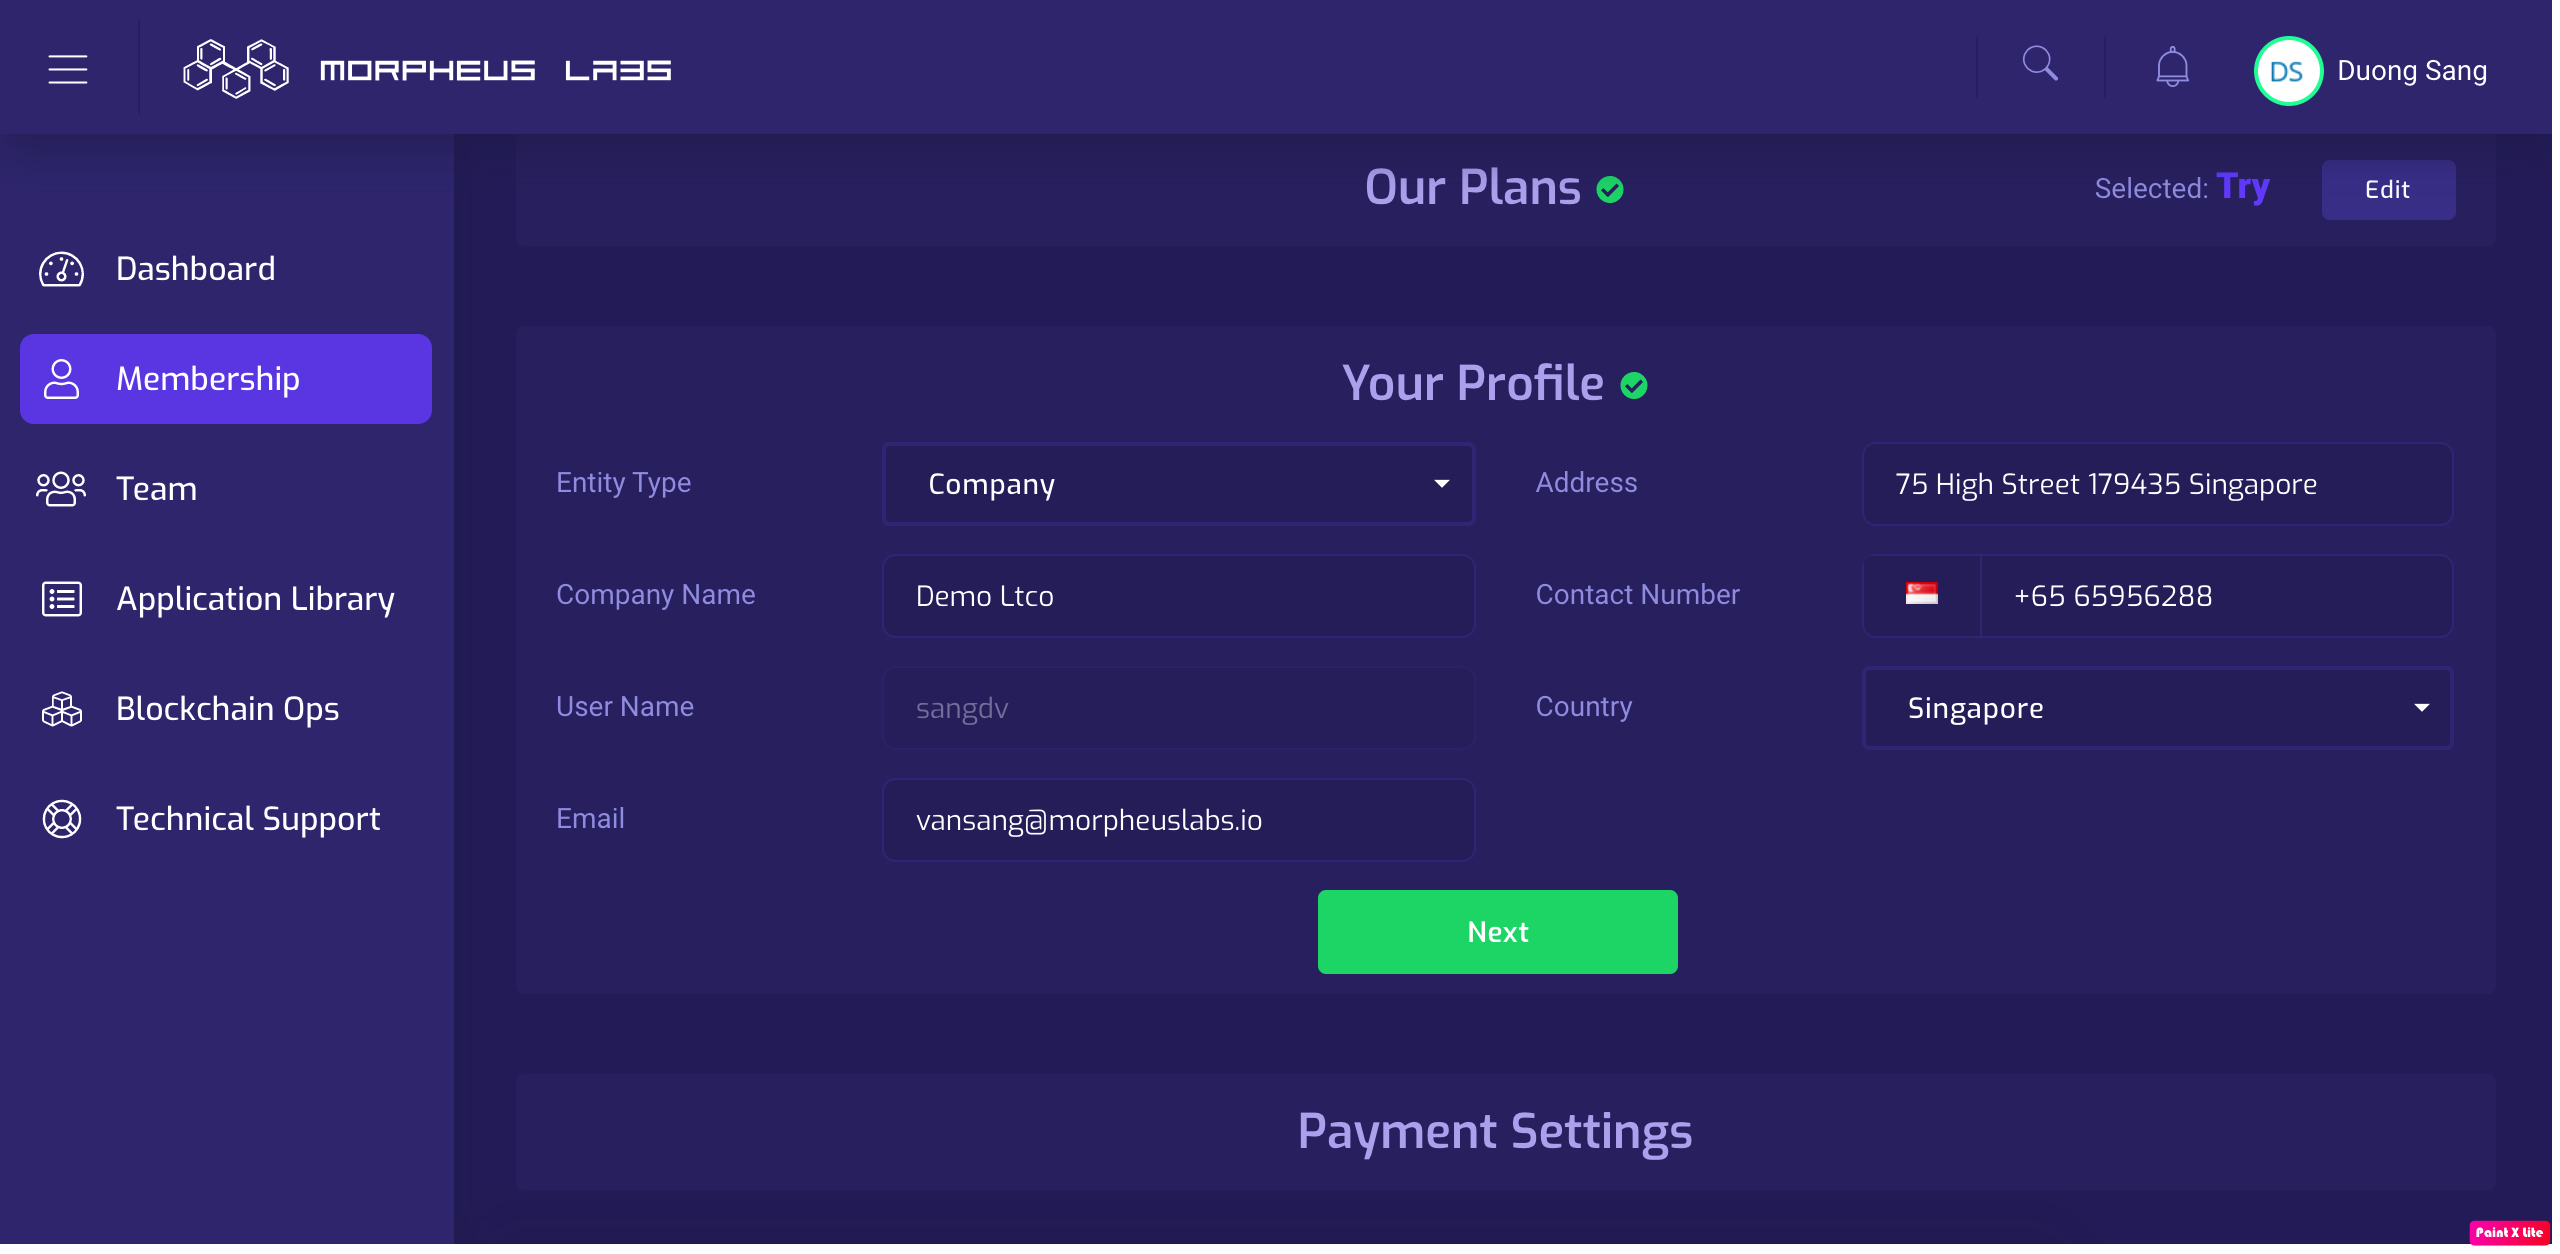 MORPHEUS LABS
DS
Duong Sang
Our Plans
Selected: Try
Edit
Dashboard
Membership
Team
Application Library
Blockchain Ops
Technical Support
Your Profile
Entity Type
Company
Address
75 High Street 179435 Singapore
Company Name
Demo Ltco
Contact Number
+65 65956288
User Name
sangdv
Country
Singapore
Email
vansang@morpheuslabs.io
Next
Payment Settings
Paint X Lite